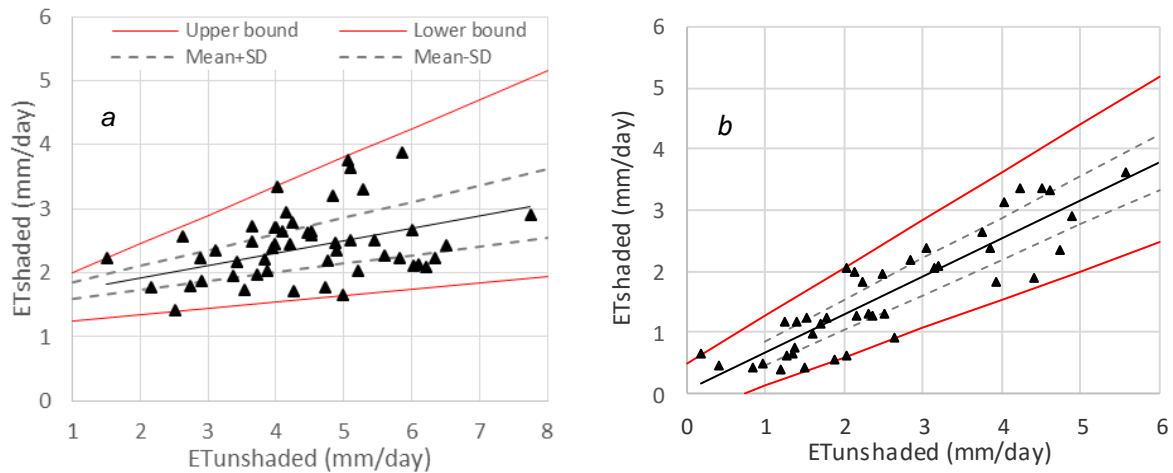 Upper bound Lower bound
Mean+SD Mean-SD
a
ETshaded (mm/day)
6
5
4
3
2
1
0
1 2 3 4 5 6 7 8
ETunshaded (mm/day)
b
ETshaded (mm/day)
6
5
4
3
2
1
0
0 1 2 3 4 5 6
ETunshaded (mm/day)